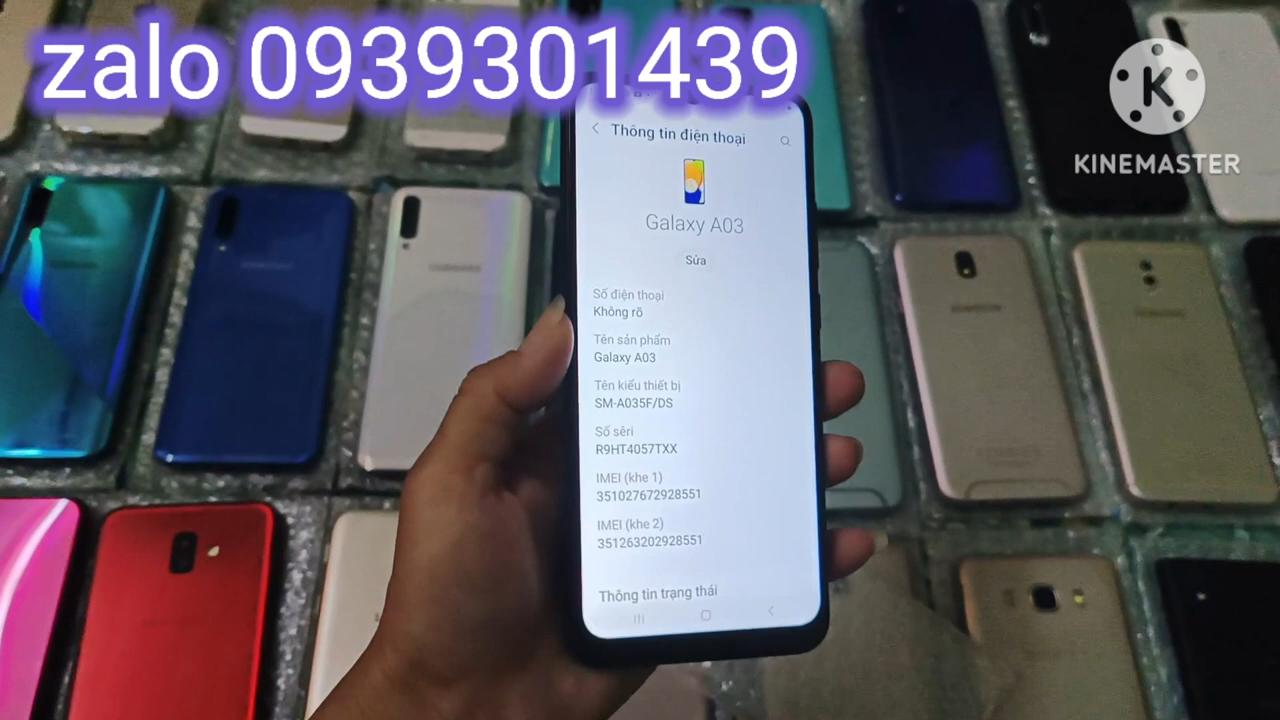 zalo 0939301439
K
KINEMASTER
Thông tin điện thoại
Galaxy A03
Sửa
Số điện thoại
Không rõ
Tên sản phẩm
Galaxy A03
Tên kiểu thiết bị
SM-A035F/DS
Số sêri
R9HT4057TXX
IMEI (khe 1)
351027672928551
IMEI (khe 2)
351263202928551
Thông tin trạng thái
SAMSUNG